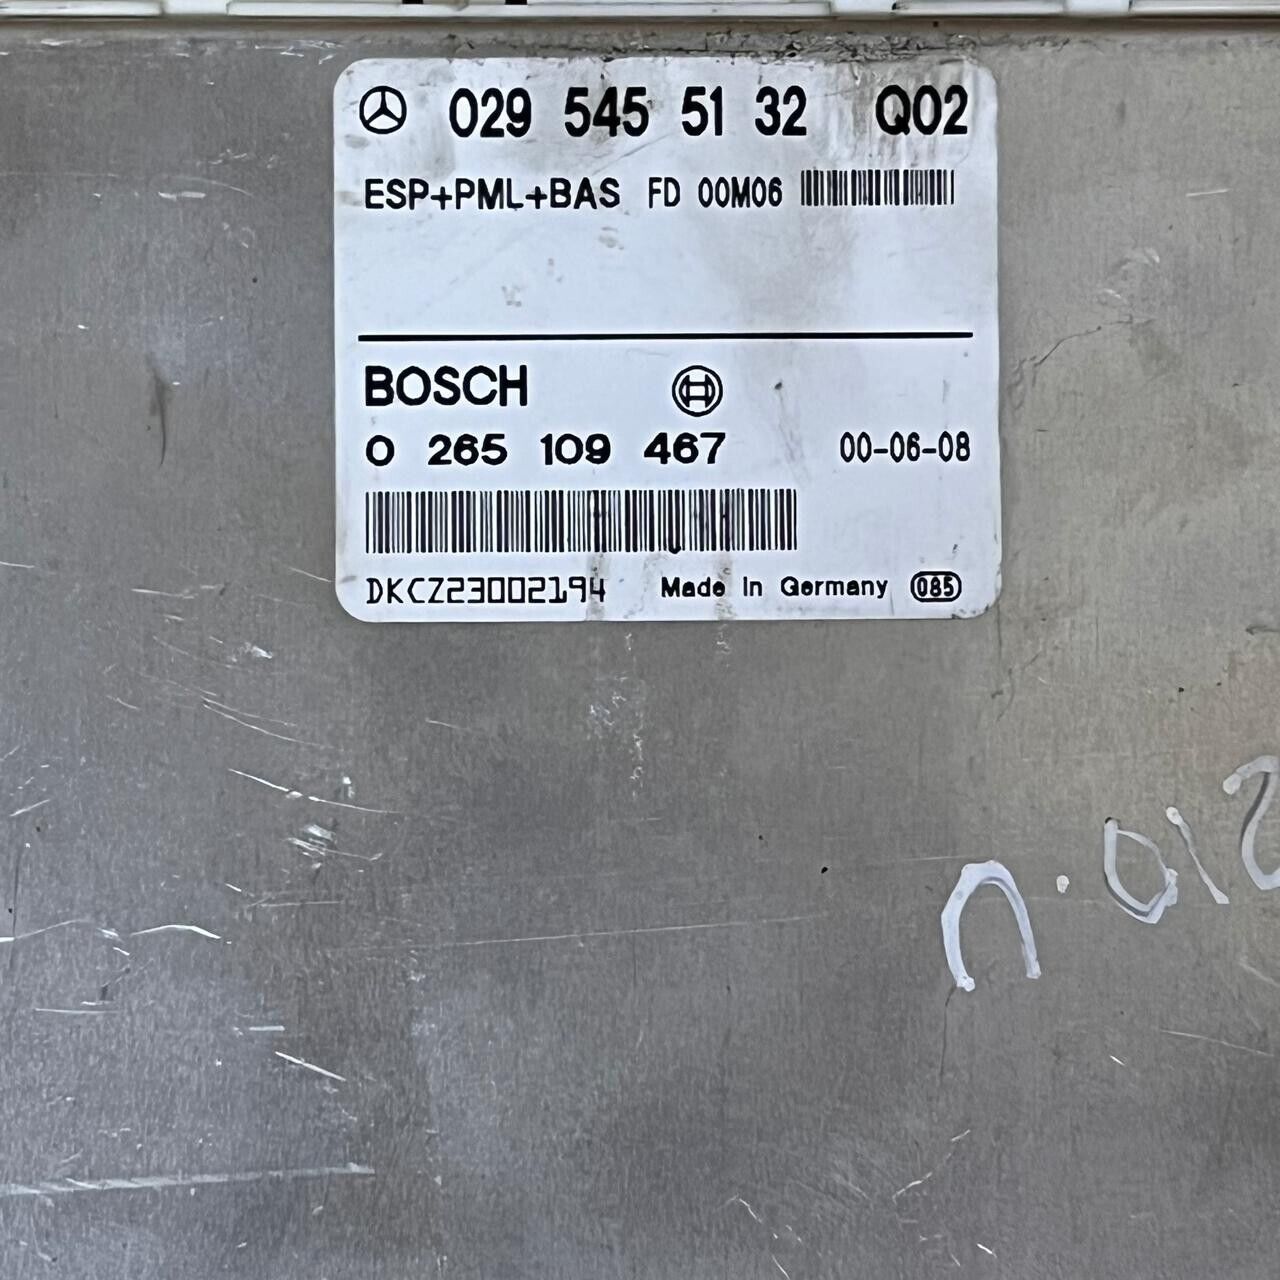 029 545 51 32 Q02
ESP+PML+BAS FD 00M06
BOSCH
0 265 109 467 00-06-08
DKCZ23002194 Made In Germany 085